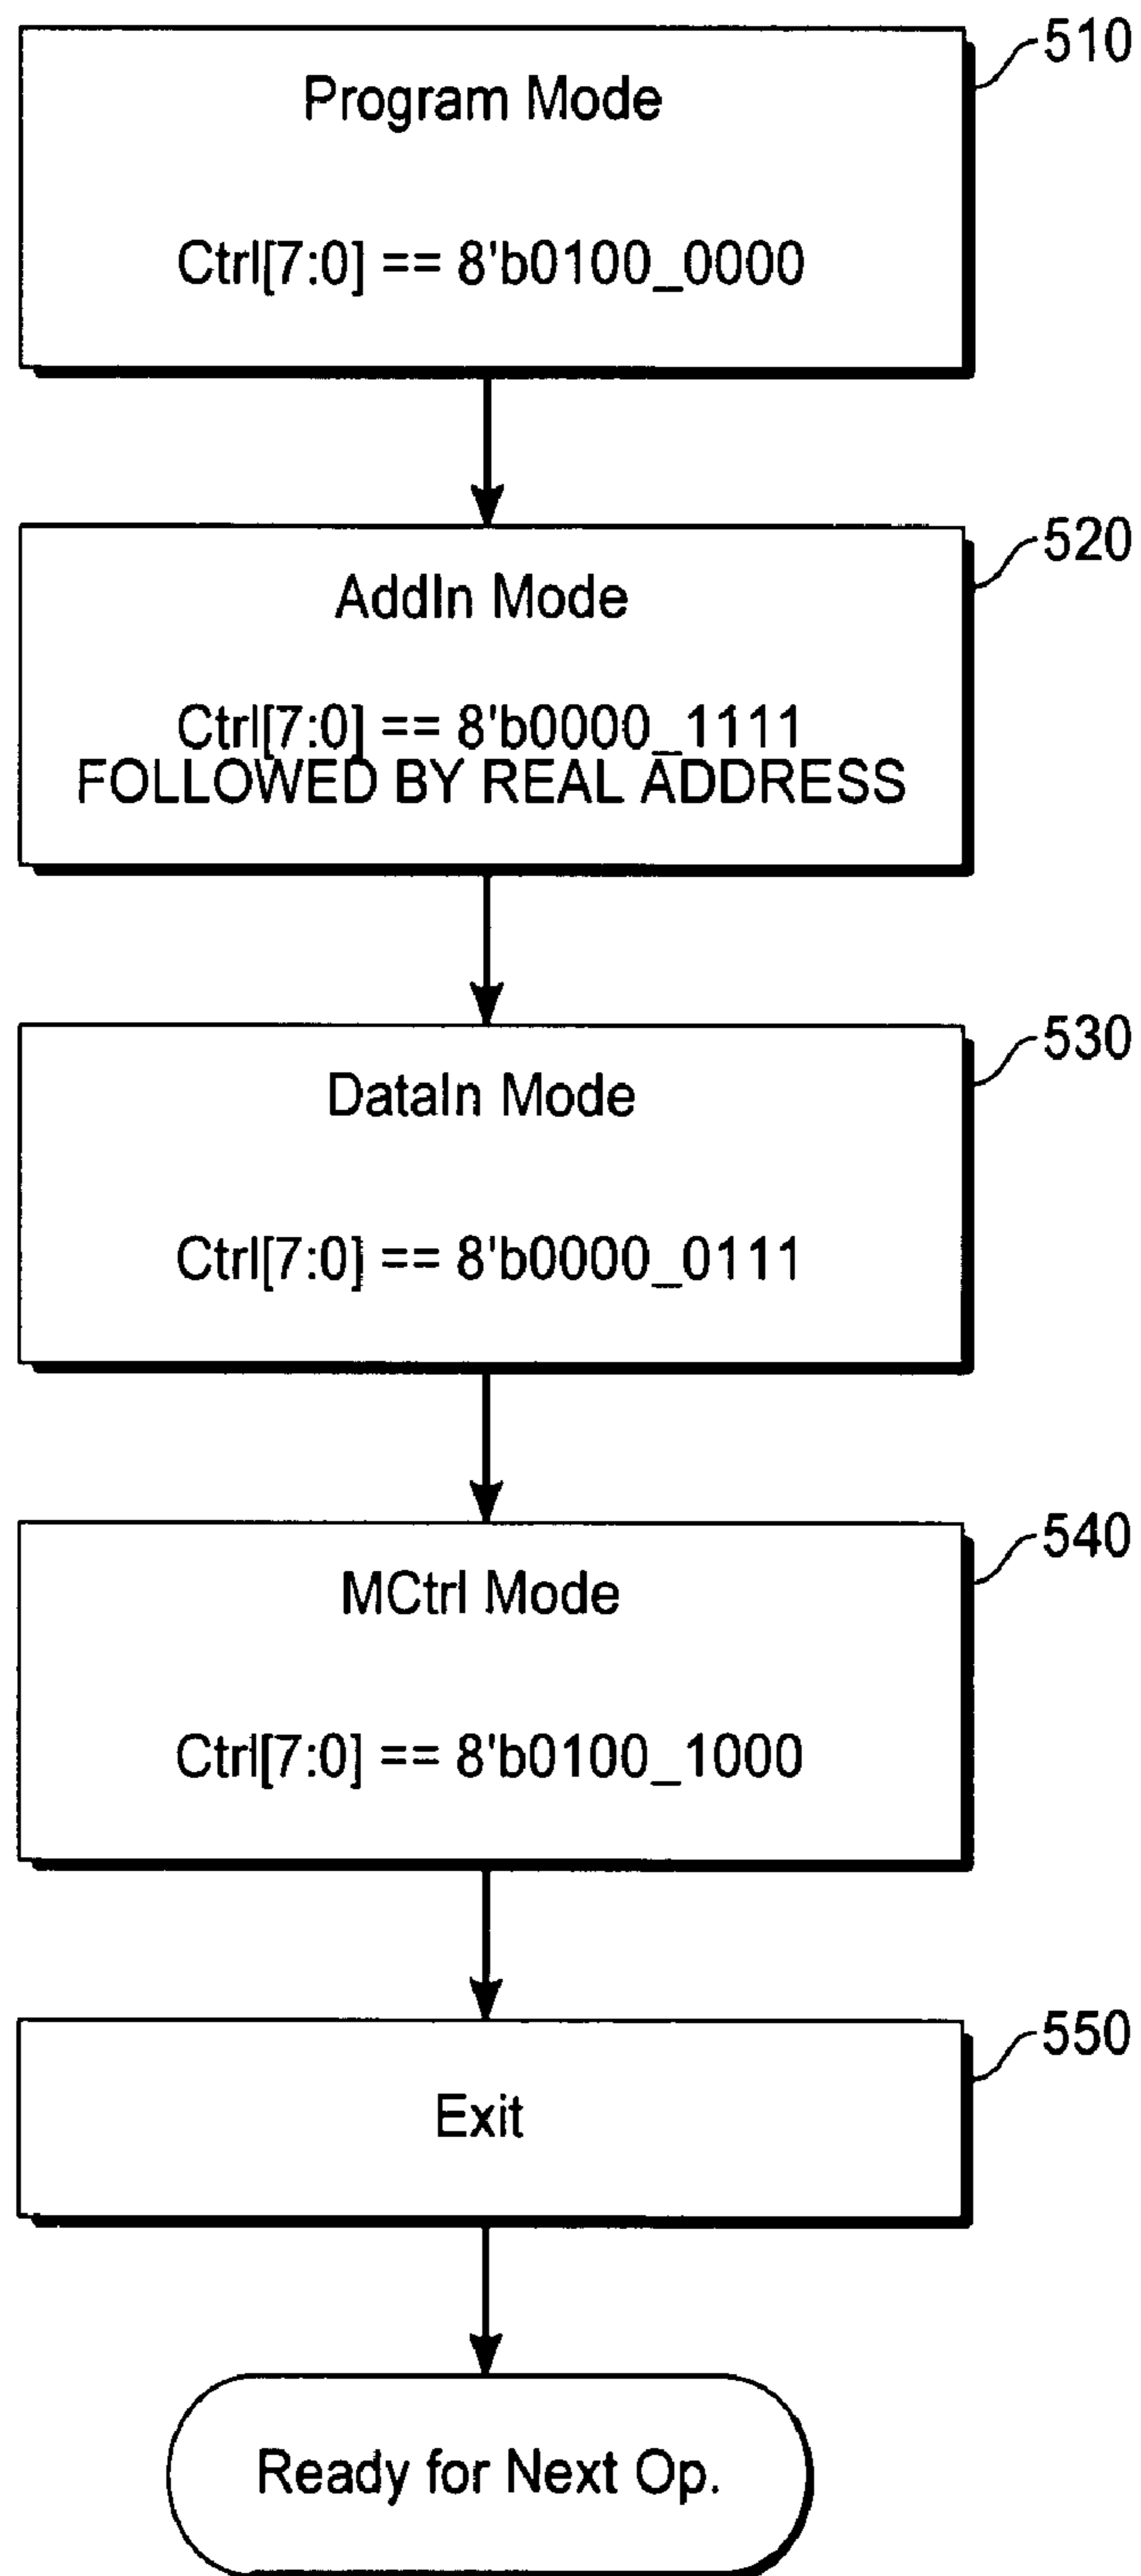 510
Program Mode
Ctrl[7:0] == 8'b0100_0000
520
AddIn Mode
Ctrl[7:0] == 8'b0000_1111
FOLLOWED BY REAL ADDRESS
530
DataIn Mode
Ctrl[7:0] == 8'b0000_0111
540
MCtrl Mode
Ctrl[7:0] == 8'b0100_1000
550
Exit
Ready for Next Op.